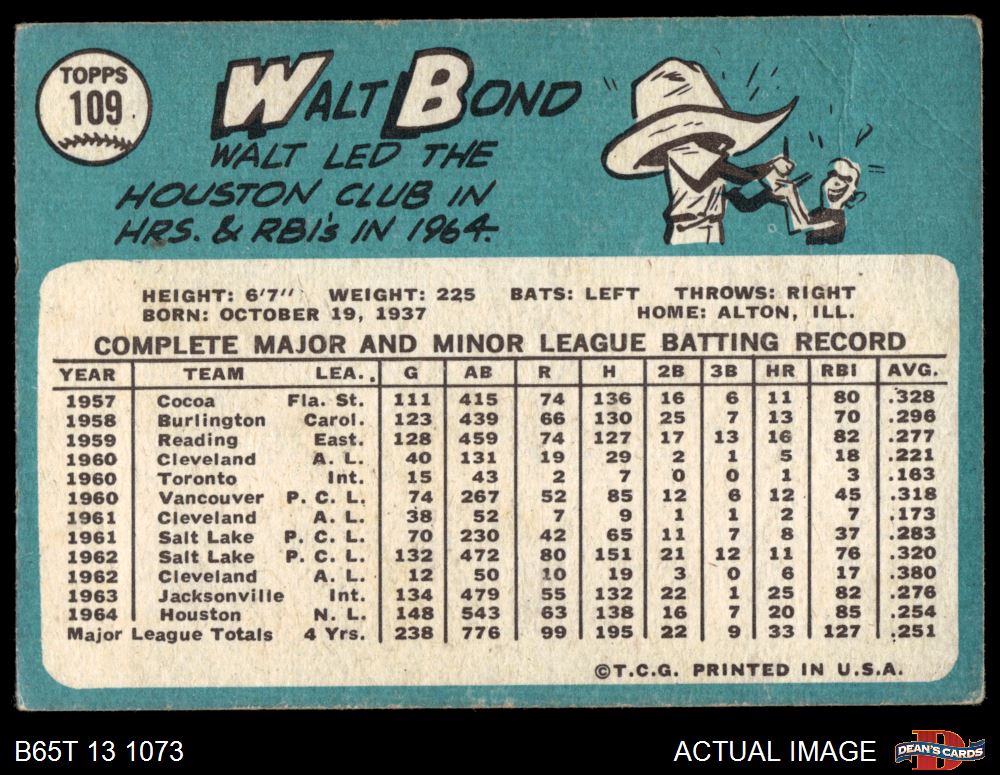 TOPPS
109
WALT BOND
WALT LED THE
HOUSTON CLUB IN
HRS. & RBI's IN 1964.
HEIGHT: 6'7" WEIGHT: 225 BATS: LEFT THROWS: RIGHT
BORN: OCTOBER 19, 1937 HOME: ALTON, ILL.
COMPLETE MAJOR AND MINOR LEAGUE BATTING RECORD
YEAR TEAM LEA. G AB R H 2B 3B HR RBI AVG.
1957 Cocoa Fla. St. 111 415 74 136 16 6 11 80 .328
1958 Burlington Carol. 123 439 66 130 25 7 13 70 .296
1959 Reading East. 128 459 74 127 17 13 16 82 .277
1960 Cleveland A. L. 40 131 19 29 2 1 5 18 .221
1960 Toronto Int. 15 43 2 7 0 0 1 3 .163
1960 Vancouver P. C. L. 74 267 52 85 12 6 12 45 .318
1961 Cleveland A. L. 38 52 7 9 1 1 2 7 .173
1961 Salt Lake P. C. L. 70 230 42 65 11 7 8 37 .283
1962 Salt Lake P. C. L. 132 472 80 151 21 12 11 76 .320
1962 Cleveland A. L. 12 50 10 19 3 0 6 17 .380
1963 Jacksonville Int. 134 479 55 132 22 1 25 82 .276
1964 Houston N. L. 148 543 63 138 16 7 20 85 .254
Major League Totals 4 Yrs. 238 776 99 195 22 9 33 127 .251
©T.C.G. PRINTED IN U.S.A.
B65T 13 1073
ACTUAL IMAGE
D
DEAN'S CARDS